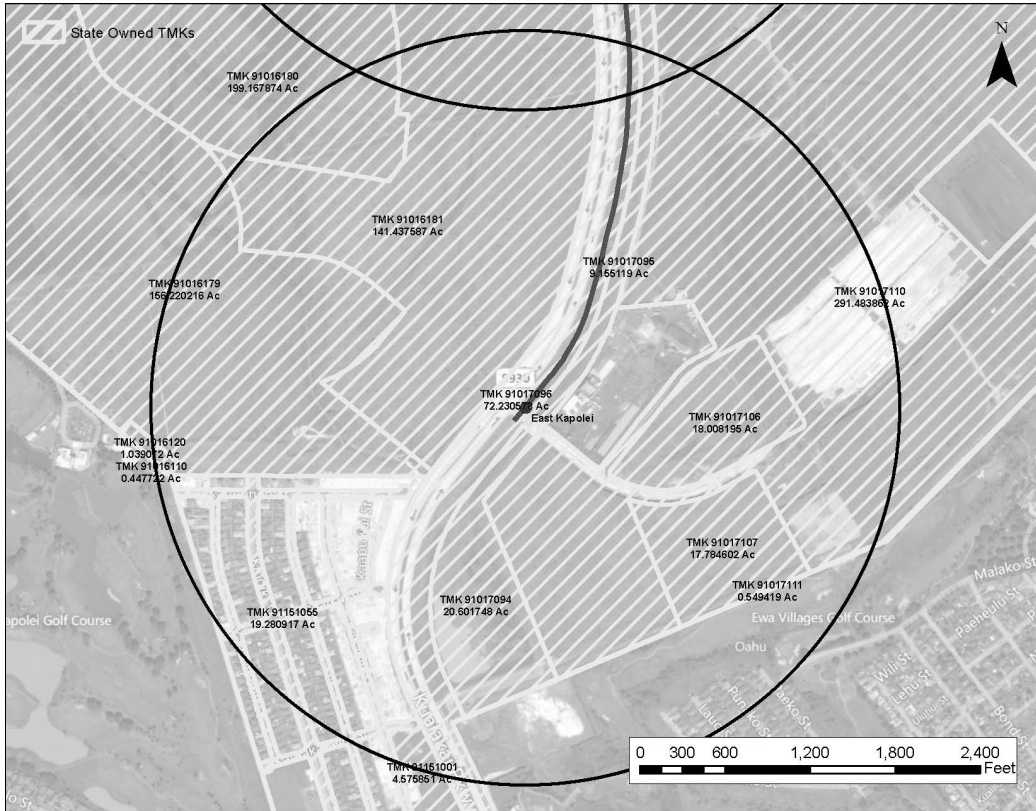 State Owned TMKs
N
TMK 91016180
199.167874 Ac
TMK 91016181
141.437587 Ac
TMK 91017095
9.155119 Ac
TMK 91016179
156.220216 Ac
TMK 91017110
291.483862 Ac
TMK 91017096
72.230578 Ac
East Kapolei
TMK 91017106
18.008195 Ac
TMK 91016120
1.039072 Ac
TMK 91016110
0.447722 Ac
TMK 91017107
17.784602 Ac
TMK 91017111
0.549419 Ac
TMK 91017094
20.601748 Ac
TMK 91151055
19.280917 Ac
apolei Golf Course
Ewa Villages Golf Course
Oahu
Malako St
Paeheulu St
Wili St
Lehu St
TMK 91151001
4.575851 Ac
0 300 600 1,200 1,800 2,400
Feet